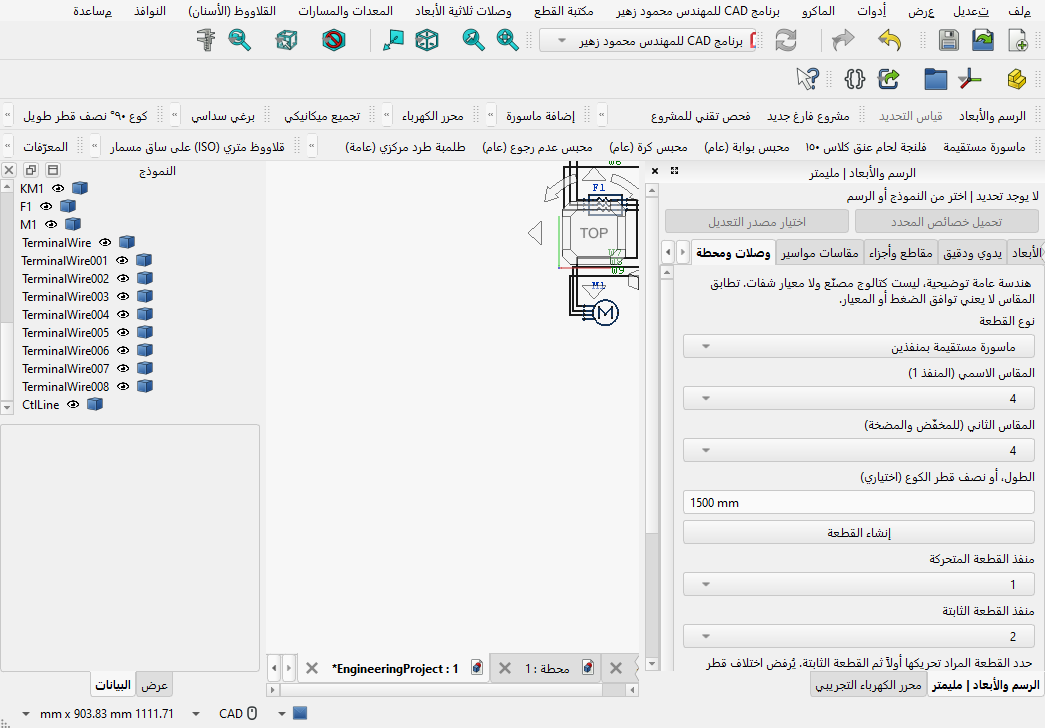 ملف تعديل عرض أدوات الماكرو برنامج CAD للمهندس محمود زهير مكتبة القطع وصلات ثلاثية الأبعاد المعدات والمسارات القلاووظ (الأسنان) النوافذ مساعدة
برنامج CAD للمهندس محمود زهير
الرسم والأبعاد قياس التحديد مشروع فارغ جديد فحص تقني للمشروع إضافة ماسورة محرر الكهرباء تجميع ميكانيكي برغي سداسي كوع ٩٠° نصف قطر طويل
ماسورة مستقيمة فلنجة لحام عنق كلاس ١٥٠ محبس بوابة (عام) محبس كرة (عام) محبس عدم رجوع (عام) طلمبة طرد مركزي (عامة) قلاووظ متري (ISO) على ساق مسمار المعرّفات
النموذج
KM1
F1
M1
TerminalWire
TerminalWire001
TerminalWire002
TerminalWire003
TerminalWire004
TerminalWire005
TerminalWire006
TerminalWire007
TerminalWire008
CtlLine
عرض البيانات
F1
TOP
W7
W8
W9
M1
M
محطة : 1
EngineeringProject : 1*
الرسم والأبعاد | مليمتر
لا يوجد تحديد | اختر من النموذج أو الرسم
تحميل خصائص المحدد اختيار مصدر التعديل
الأبعاد يدوي ودقيق مقاطع وأجزاء مقاسات مواسير وصلات ومحطة
هندسة عامة توضيحية، ليست كتالوج مصنّع ولا معيار شفات. تطابق
المقاس لا يعني توافق الضغط أو المعيار.
نوع القطعة
ماسورة مستقيمة بمنفذين
المقاس الاسمي (المنفذ 1)
4
المقاس الثاني (للمخفّض والمضخة)
4
الطول، أو نصف قطر الكوع (اختياري)
1500 mm
إنشاء القطعة
منفذ القطعة المتحركة
1
منفذ القطعة الثابتة
2
حدد القطعة المراد تحريكها أولاً ثم القطعة الثابتة. يُرفض اختلاف قطر
الرسم والأبعاد | مليمتر محرر الكهرباء التجريبي
CAD
mm x 903.83 mm 1111.71